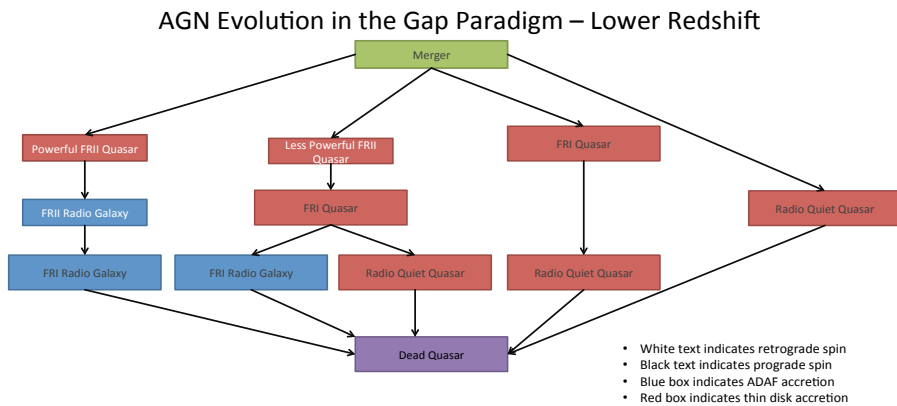 AGN Evolution in the Gap Paradigm – Lower Redshift
Merger
Powerful FRII Quasar
Less Powerful FRII
Quasar
FRI Quasar
FRII Radio Galaxy
FRI Quasar
Radio Quiet Quasar
FRI Radio Galaxy
FRI Radio Galaxy
Radio Quiet Quasar
Radio Quiet Quasar
Dead Quasar
• White text indicates retrograde spin
• Black text indicates prograde spin
• Blue box indicates ADAF accretion
• Red box indicates thin disk accretion